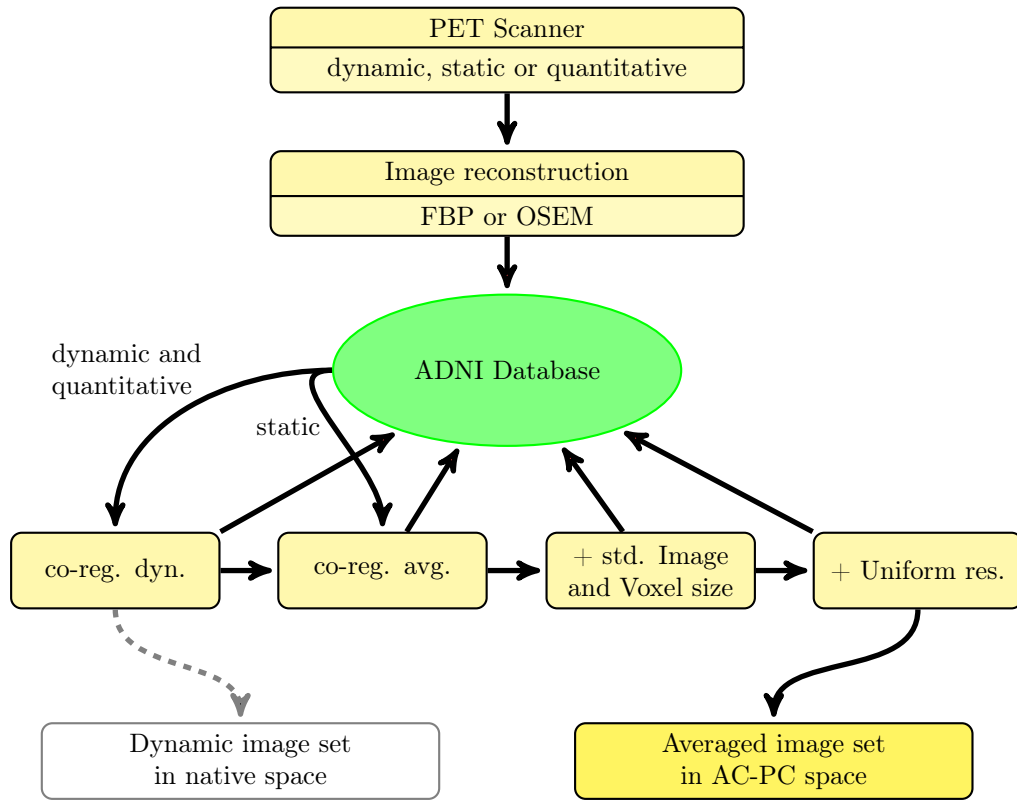 PET Scanner
dynamic, static or quantitative
Image reconstruction
FBP or OSEM
ADNI Database
dynamic and
quantitative
static
co-reg. dyn.
co-reg. avg.
+ std. Image
and Voxel size
+ Uniform res.
Dynamic image set
in native space
Averaged image set
in AC-PC space